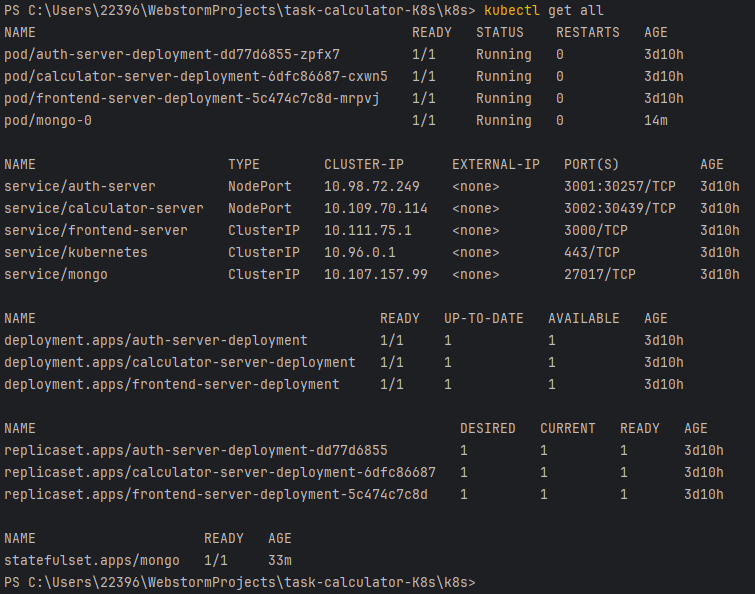 PS C:\Users\22396\WebstormProjects\task-calculator-K8s\k8s> kubectl get all
NAME                                               READY   STATUS    RESTARTS   AGE
pod/auth-server-deployment-dd77d6855-zpfx7         1/1     Running   0          3d10h
pod/calculator-server-deployment-6dfc86687-cxwn5   1/1     Running   0          3d10h
pod/frontend-server-deployment-5c474c7c8d-mrpvj    1/1     Running   0          3d10h
pod/mongo-0                                        1/1     Running   0          14m
NAME                        TYPE        CLUSTER-IP      EXTERNAL-IP   PORT(S)          AGE
service/auth-server         NodePort    10.98.72.249    <none>        3001:30257/TCP   3d10h
service/calculator-server   NodePort    10.109.70.114   <none>        3002:30439/TCP   3d10h
service/frontend-server     ClusterIP   10.111.75.1     <none>        3000/TCP         3d10h
service/kubernetes          ClusterIP   10.96.0.1       <none>        443/TCP          3d10h
service/mongo               ClusterIP   10.107.157.99   <none>        27017/TCP        3d10h
NAME                                           READY   UP-TO-DATE   AVAILABLE   AGE
deployment.apps/auth-server-deployment         1/1     1            1           3d10h
deployment.apps/calculator-server-deployment   1/1     1            1           3d10h
deployment.apps/frontend-server-deployment     1/1     1            1           3d10h
NAME                                                     DESIRED   CURRENT   READY   AGE
replicaset.apps/auth-server-deployment-dd77d6855         1         1         1       3d10h
replicaset.apps/calculator-server-deployment-6dfc86687   1         1         1       3d10h
replicaset.apps/frontend-server-deployment-5c474c7c8d    1         1         1       3d10h
NAME                     READY   AGE
statefulset.apps/mongo   1/1     33m
PS C:\Users\22396\WebstormProjects\task-calculator-K8s\k8s>